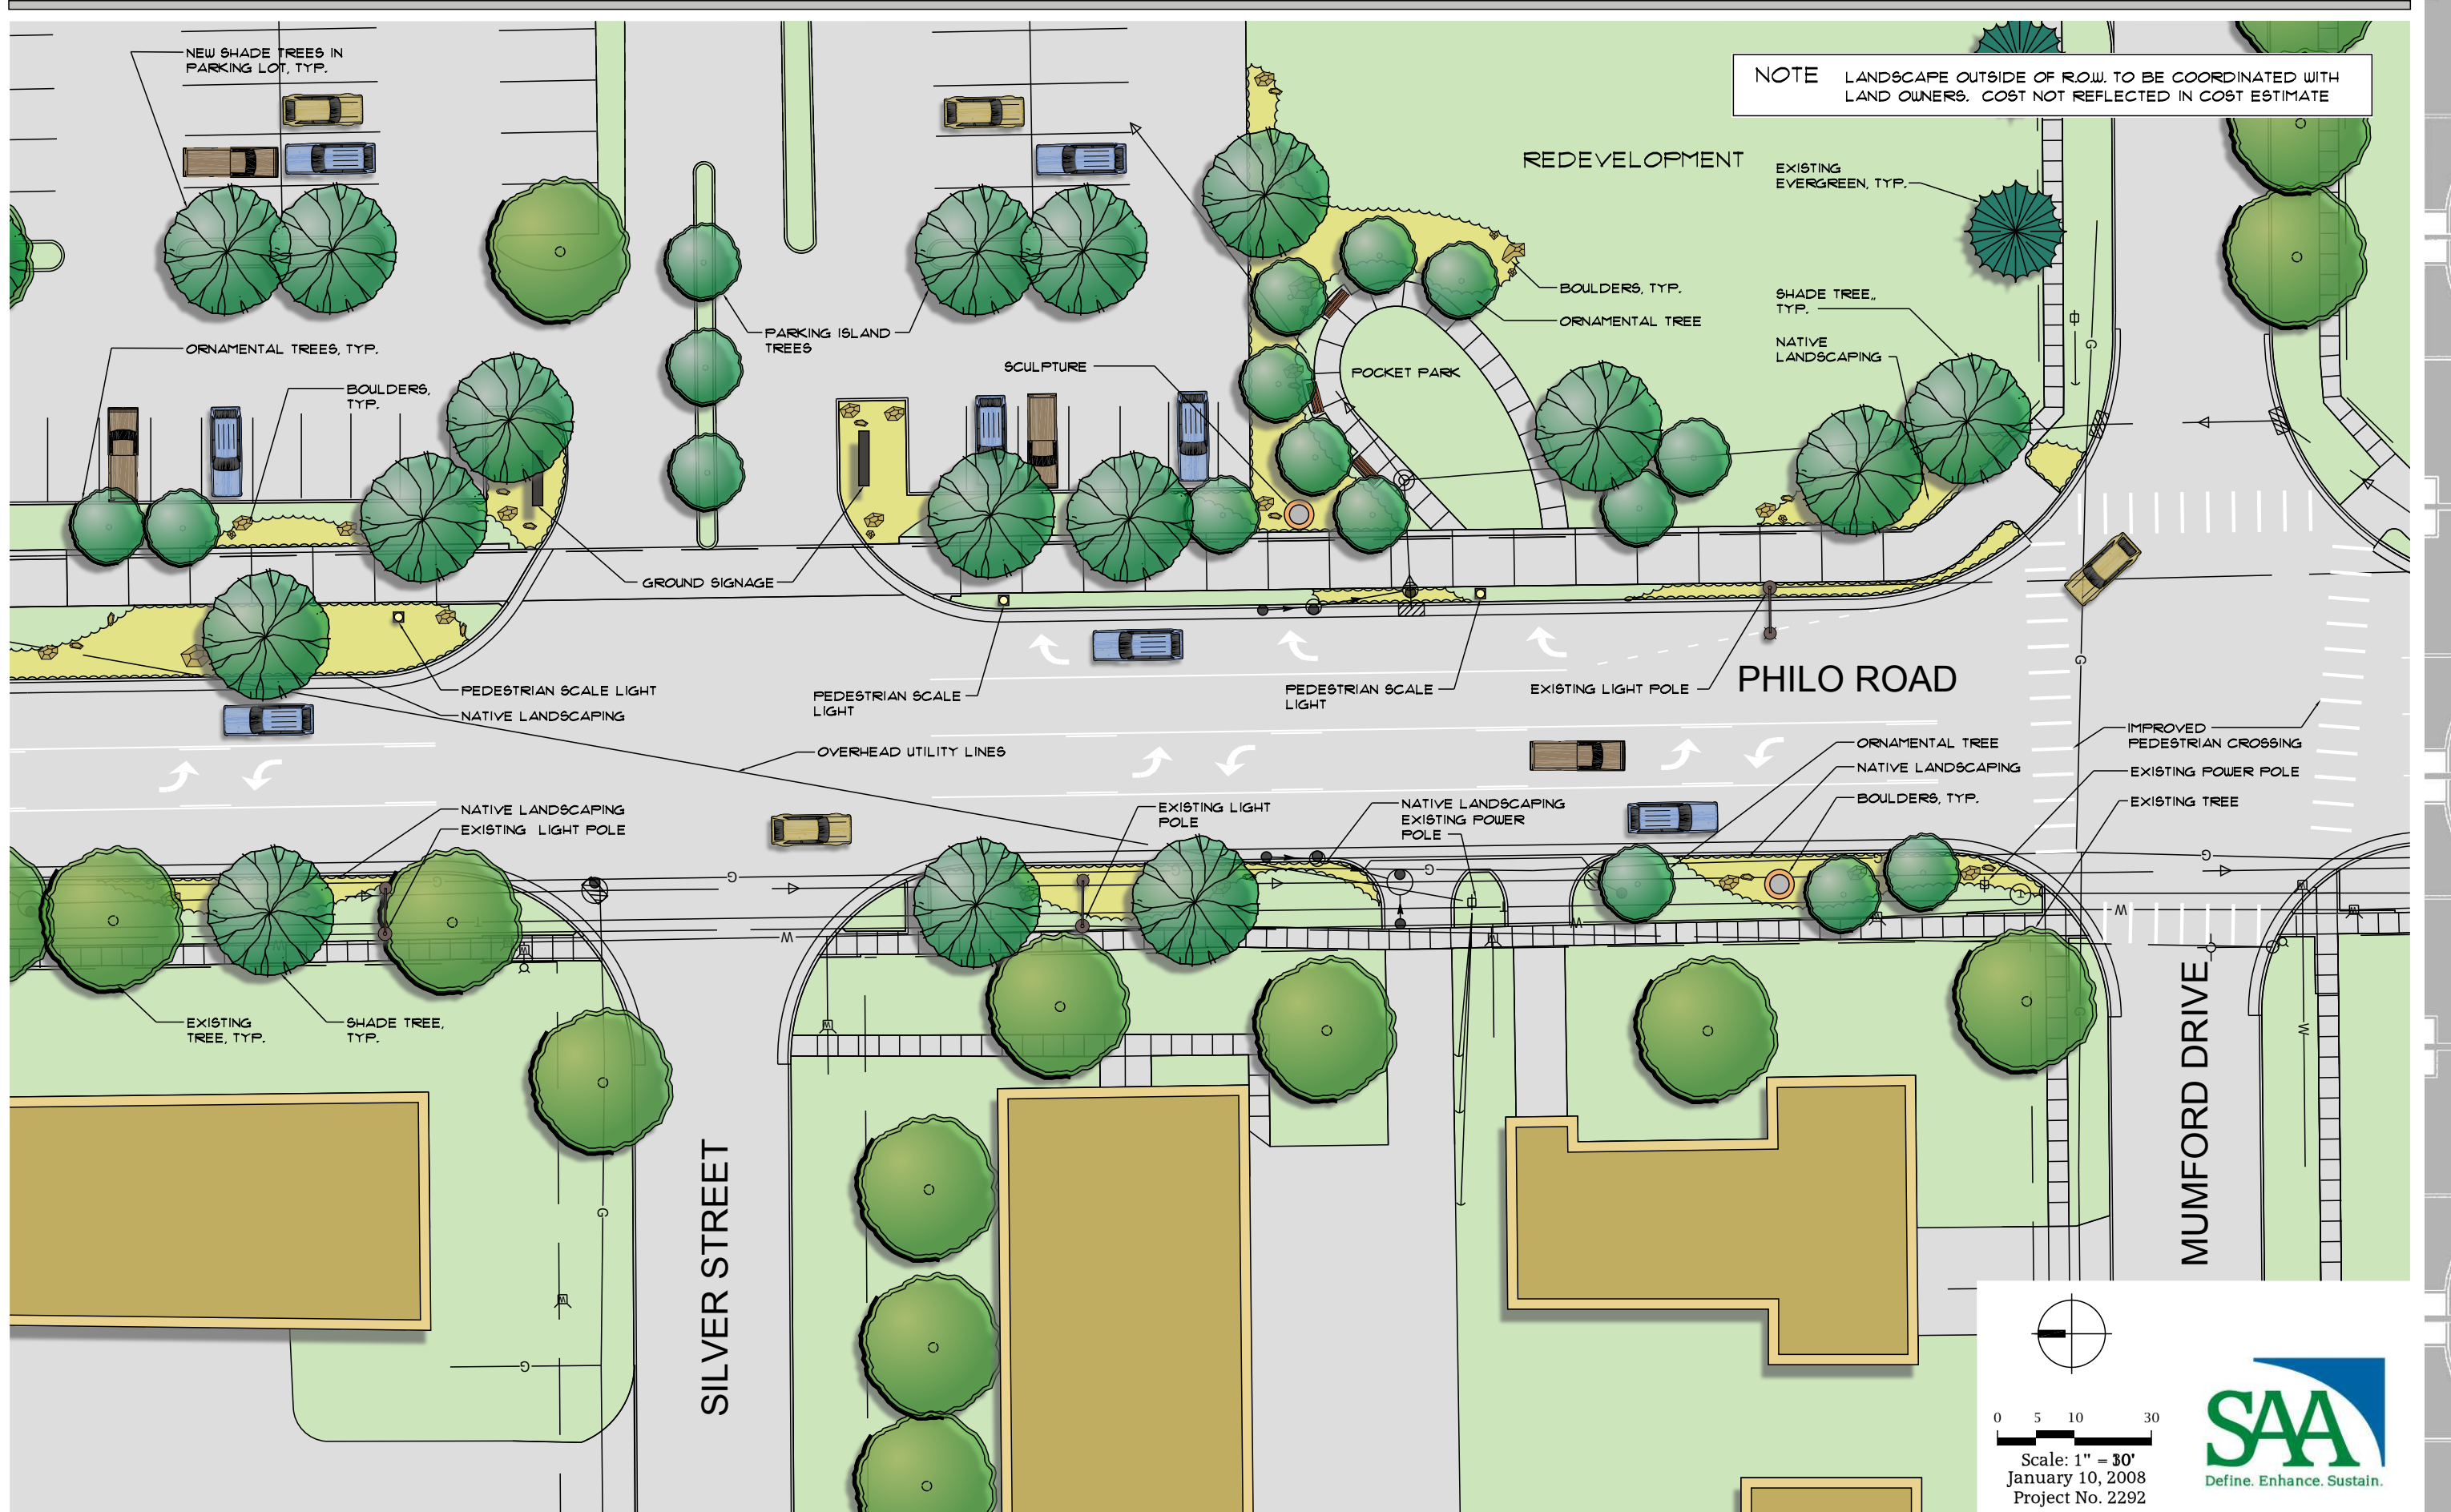 NEW SHADE TREES IN
PARKING LOT, TYP.
NOTE
LANDSCAPE OUTSIDE OF R.O.W. TO BE COORDINATED WITH
LAND OWNERS. COST NOT REFLECTED IN COST ESTIMATE
REDEVELOPMENT
EXISTING
EVERGREEN, TYP.
BOULDERS, TYP.
ORNAMENTAL TREE
SHADE TREE,,
TYP.
NATIVE
LANDSCAPING
PARKING ISLAND
TREES
ORNAMENTAL TREES, TYP.
BOULDERS,
TYP.
SCULPTURE
POCKET PARK
GROUND SIGNAGE
G
G
PEDESTRIAN SCALE LIGHT
NATIVE LANDSCAPING
PEDESTRIAN SCALE
LIGHT
PEDESTRIAN SCALE
LIGHT
EXISTING LIGHT POLE
PHILO ROAD
OVERHEAD UTILITY LINES
ORNAMENTAL TREE
NATIVE LANDSCAPING
BOULDERS, TYP.
IMPROVED
PEDESTRIAN CROSSING
EXISTING POWER POLE
EXISTING TREE
NATIVE LANDSCAPING
EXISTING LIGHT POLE
EXISTING LIGHT
POLE
NATIVE LANDSCAPING
EXISTING POWER
POLE
G
G
G
W
W
W
EXISTING
TREE, TYP.
SHADE TREE,
TYP.
W
W
G
W
G
SILVER STREET
MUMFORD DRIVE
0 5 10 30
Scale: 1" = 30'
January 10, 2008
Project No. 2292
SAA
Define. Enhance. Sustain.